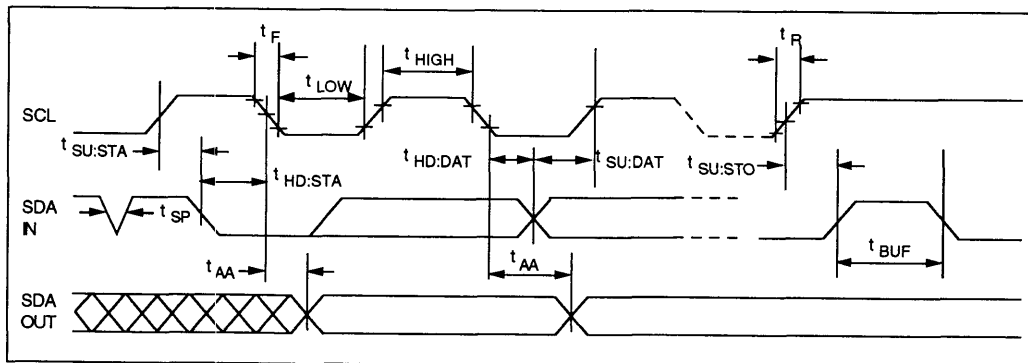 t F
t R
t HIGH
t LOW
SCL
t SU:STA
t HD:STA
t HD:DAT
t SU:DAT
t SU:STO
SDA
IN
t SP
t BUF
t AA
t AA
SDA
OUT